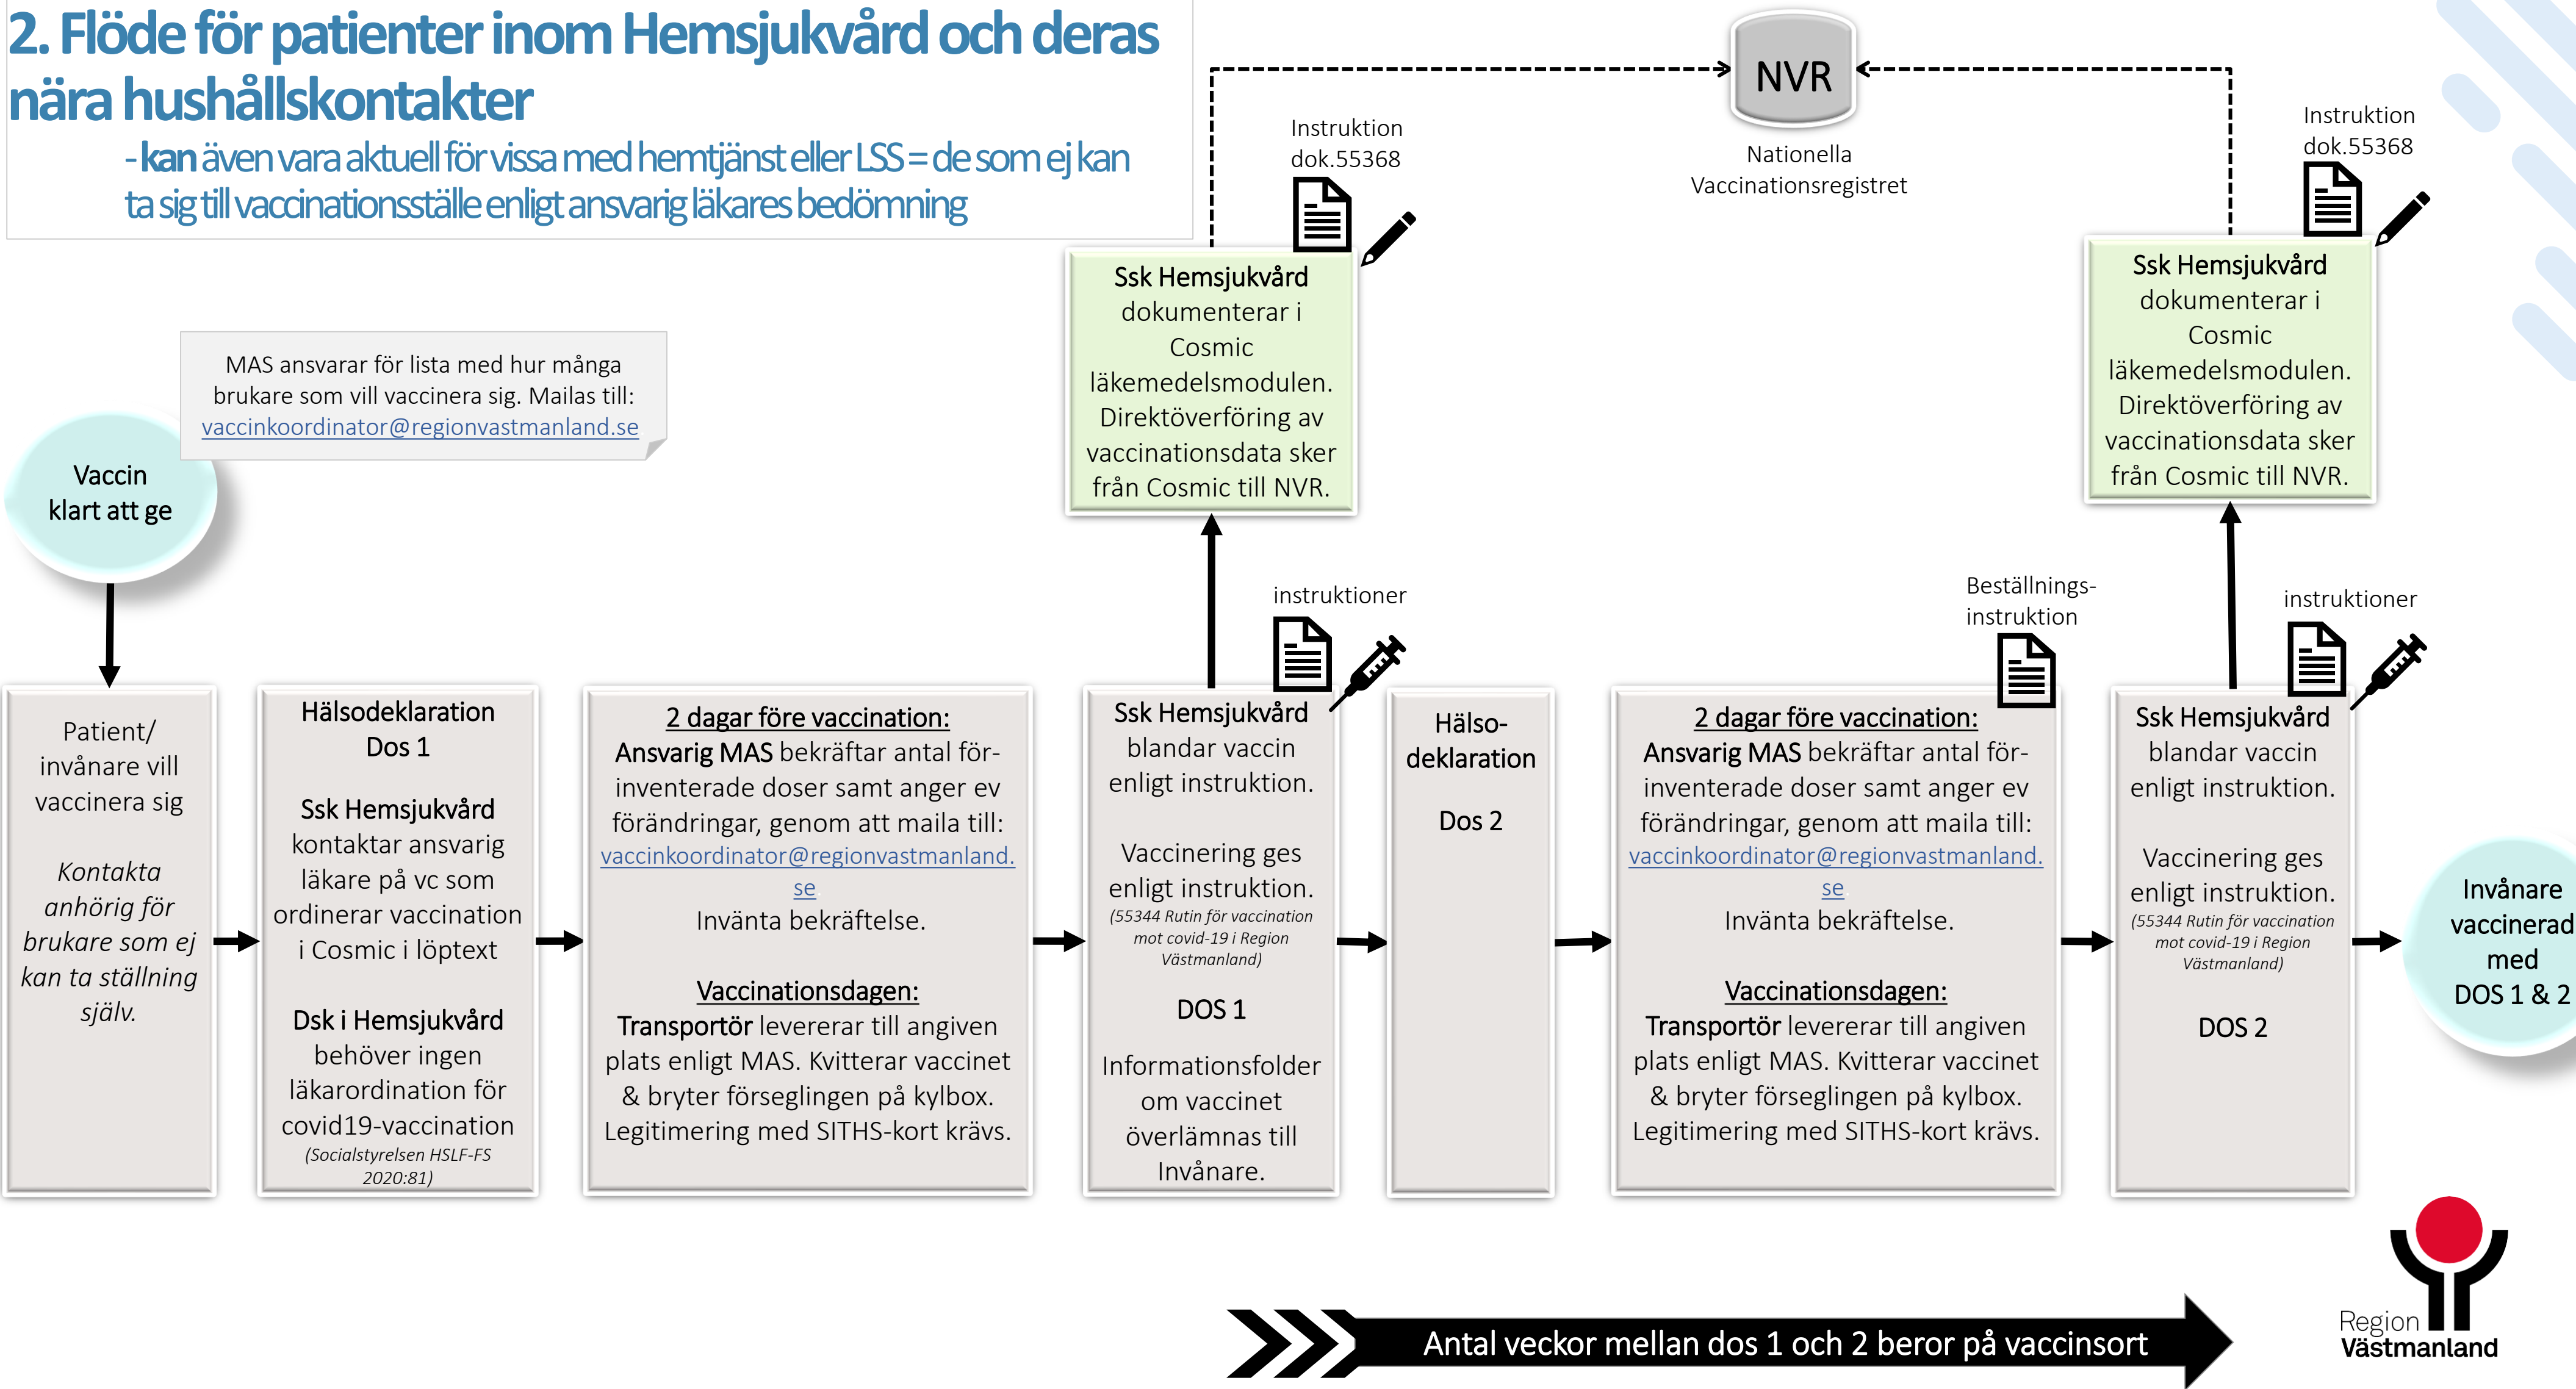 2. Flöde för patienter inom Hemsjukvård och deras
nära hushållskontakter
- kan även vara aktuell för vissa med hemtjänst eller LSS = de som ej kan
ta sig till vaccinationsställe enligt ansvarig läkares bedömning
NVR
Nationella
Vaccinationsregistret
Instruktion
dok.55368
Instruktion
dok.55368
MAS ansvarar för lista med hur många
brukare som vill vaccinera sig. Mailas till:
vaccinkoordinator@regionvastmanland.se
Vaccin
klart att ge
Ssk Hemsjukvård
dokumenterar i
Cosmic
läkemedelsmodulen.
Direktöverföring av
vaccinationsdata sker
från Cosmic till NVR.
Ssk Hemsjukvård
dokumenterar i
Cosmic
läkemedelsmodulen.
Direktöverföring av
vaccinationsdata sker
från Cosmic till NVR.
instruktioner
Beställnings-
instruktion
instruktioner
Patient/
invånare vill
vaccinera sig
Kontakta
anhörig för
brukare som ej
kan ta ställning
själv.
Hälsodeklaration
Dos 1
Ssk Hemsjukvård
kontaktar ansvarig
läkare på vc som
ordinerar vaccination
i Cosmic i löptext
Dsk i Hemsjukvård
behöver ingen
läkarordination för
covid19-vaccination
(Socialstyrelsen HSLF-FS
2020:81)
2 dagar före vaccination:
Ansvarig MAS bekräftar antal för-
inventerade doser samt anger ev
förändringar, genom att maila till:
vaccinkoordinator@regionvastmanland.
se
Invänta bekräftelse.
Vaccinationsdagen:
Transportör levererar till angiven
plats enligt MAS. Kvitterar vaccinet
& bryter förseglingen på kylbox.
Legitimering med SITHS-kort krävs.
Ssk Hemsjukvård
blandar vaccin
enligt instruktion.
Vaccinering ges
enligt instruktion.
(55344 Rutin för vaccination
mot covid-19 i Region
Västmanland)
DOS 1
Informationsfolder
om vaccinet
överlämnas till
Invånare.
Hälso-
deklaration
Dos 2
2 dagar före vaccination:
Ansvarig MAS bekräftar antal för-
inventerade doser samt anger ev
förändringar, genom att maila till:
vaccinkoordinator@regionvastmanland.
se
Invänta bekräftelse.
Vaccinationsdagen:
Transportör levererar till angiven
plats enligt MAS. Kvitterar vaccinet
& bryter förseglingen på kylbox.
Legitimering med SITHS-kort krävs.
Ssk Hemsjukvård
blandar vaccin
enligt instruktion.
Vaccinering ges
enligt instruktion.
(55344 Rutin för vaccination
mot covid-19 i Region
Västmanland)
DOS 2
Invånare
vaccinerad
med
DOS 1 & 2
Antal veckor mellan dos 1 och 2 beror på vaccinsort
Region
Västmanland